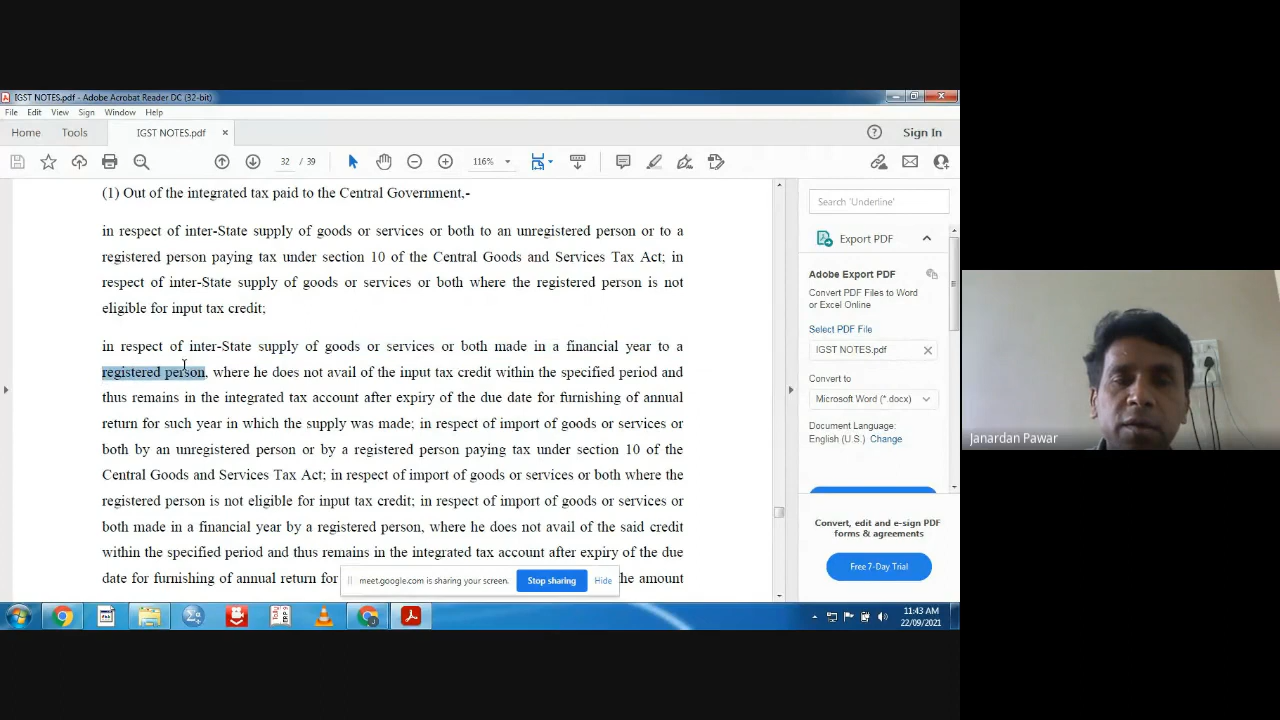 IGST NOTES.pdf - Adobe Acrobat Reader DC (32-bit)
File Edit View Sign Window Help
Home Tools IGST NOTES.pdf × Sign In
32 / 39 116%
(1) Out of the integrated tax paid to the Central Government,-
in respect of inter-State supply of goods or services or both to an unregistered person or to a
registered person paying tax under section 10 of the Central Goods and Services Tax Act; in
respect of inter-State supply of goods or services or both where the registered person is not
eligible for input tax credit;
in respect of inter-State supply of goods or services or both made in a financial year to a
registered person, where he does not avail of the input tax credit within the specified period and
thus remains in the integrated tax account after expiry of the due date for furnishing of annual
return for such year in which the supply was made; in respect of import of goods or services or
both by an unregistered person or by a registered person paying tax under section 10 of the
Central Goods and Services Tax Act; in respect of import of goods or services or both where the
registered person is not eligible for input tax credit; in respect of import of goods or services or
both made in a financial year by a registered person, where he does not avail of the said credit
within the specified period and thus remains in the integrated tax account after expiry of the due
date for furnishing of annual return for
the amount
meet.google.com is sharing your screen. Stop sharing Hide
Search 'Underline'
Export PDF
Adobe Export PDF
Convert PDF Files to Word
or Excel Online
Select PDF File
IGST NOTES.pdf
Convert to
Microsoft Word (*.docx)
Document Language:
English (U.S.) Change
Convert, edit and e-sign PDF
forms & agreements
Free 7-Day Trial
11:43 AM
22/09/2021
Janardan Pawar